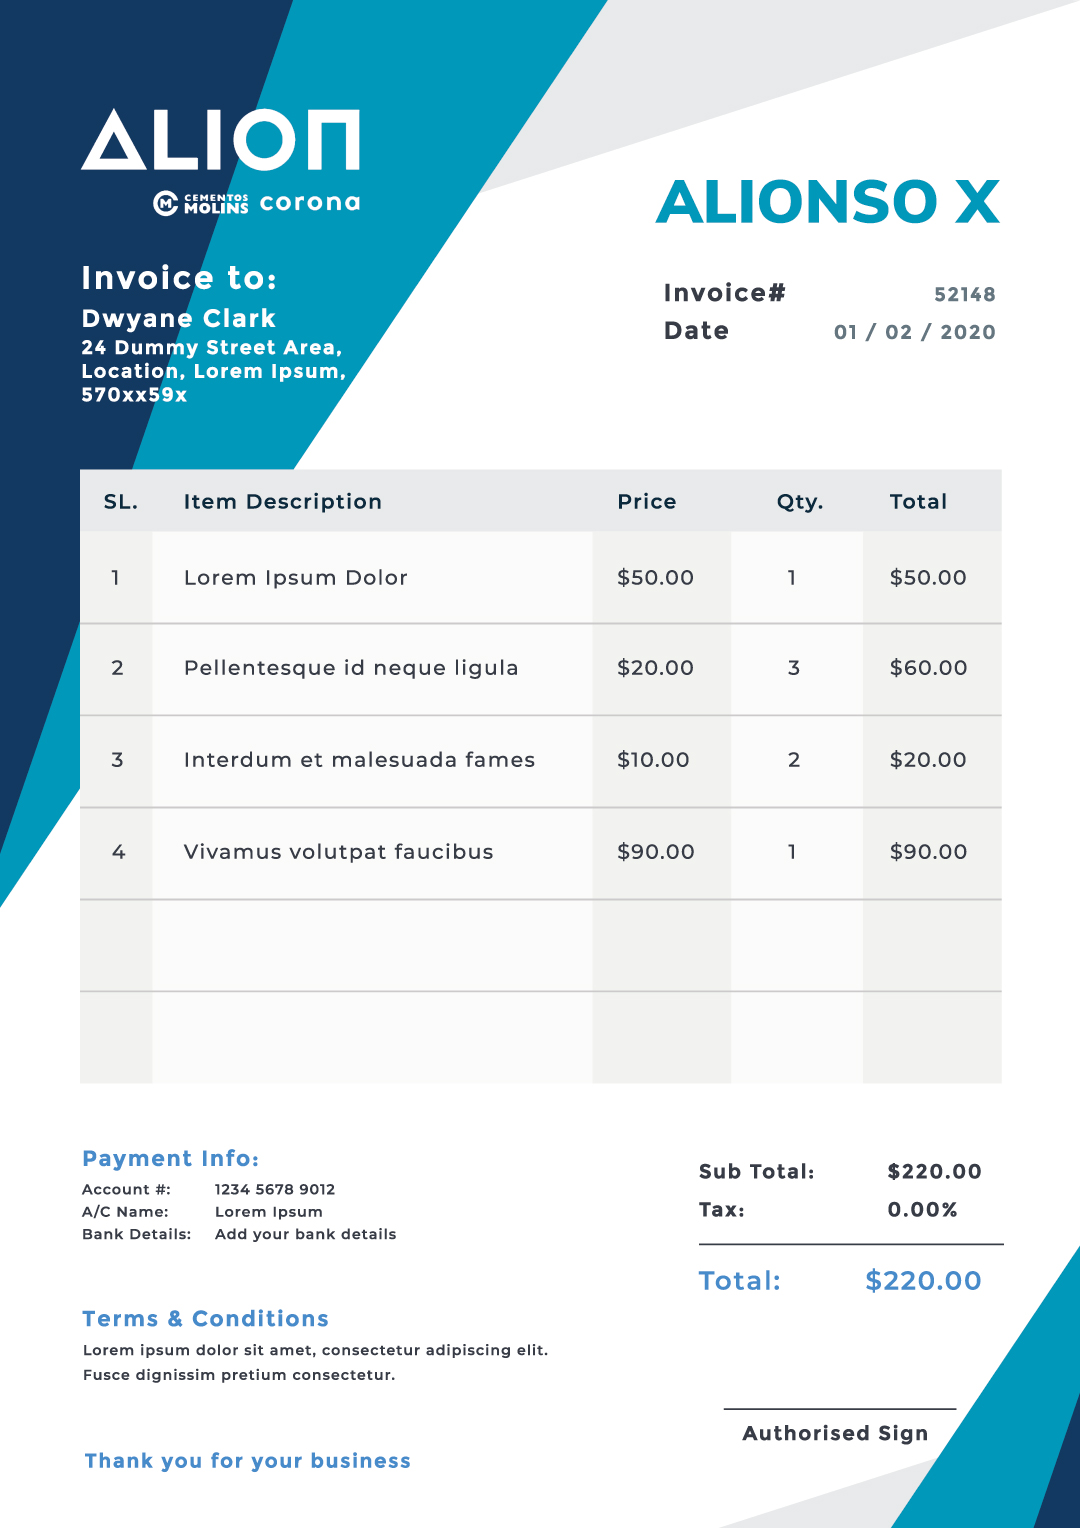 ALION
CEMENTOS MOLINS corona
ALIONSO X
Invoice to:
Dwyane Clark
24 Dummy Street Area,
Location, Lorem Ipsum,
570xx59x
Invoice# 52148
Date 01 / 02 / 2020
SL. Item Description Price Qty. Total
1 Lorem Ipsum Dolor $50.00 1 $50.00
2 Pellentesque id neque ligula $20.00 3 $60.00
3 Interdum et malesuada fames $10.00 2 $20.00
4 Vivamus volutpat faucibus $90.00 1 $90.00
Payment Info:
Account #: 1234 5678 9012
A/C Name: Lorem Ipsum
Bank Details: Add your bank details
Sub Total: $220.00
Tax: 0.00%
Total: $220.00
Terms & Conditions
Lorem ipsum dolor sit amet, consectetur adipiscing elit.
Fusce dignissim pretium consectetur.
Authorised Sign
Thank you for your business